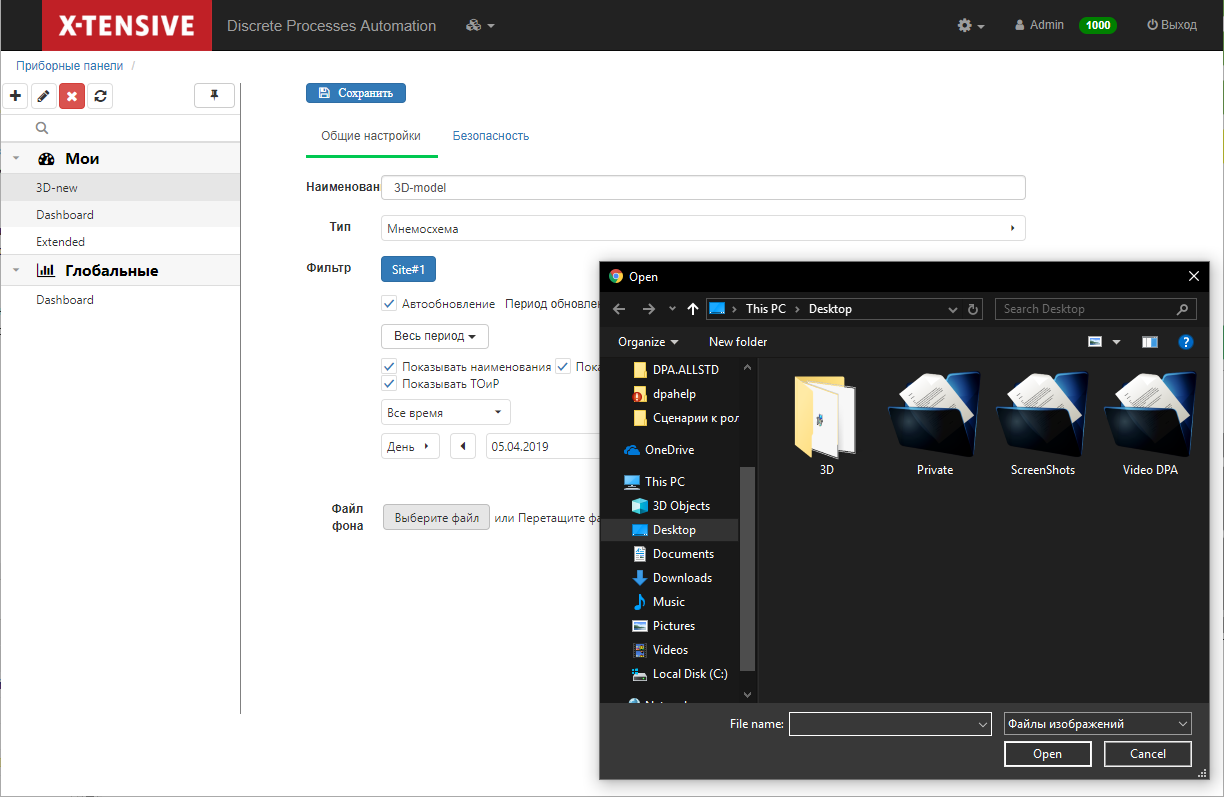 X-TENSIVE Discrete Processes Automation Admin 1000 Выход
Приборные панели /
Сохранить
Общие настройки Безопасность
Мои
3D-new
Dashboard
Extended
Глобальные
Dashboard
Наименован 3D-model
Тип Мнемосхема
Фильтр Site#1
Автообновление Период обновлен
Весь период
Показывать наименования Пока
Показывать ТОиР
Все время
День 05.04.2019
Файл фона Выберите файл или Перетащите фа
Open
This PC Desktop Search Desktop
Organize New folder
DPA.ALLSTD
dpahelp
Сценарии к рол
OneDrive
This PC
3D Objects
Desktop
Documents
Downloads
Music
Pictures
Videos
Local Disk (C:)
3D Private ScreenShots Video DPA
File name: Файлы изображений
Open Cancel